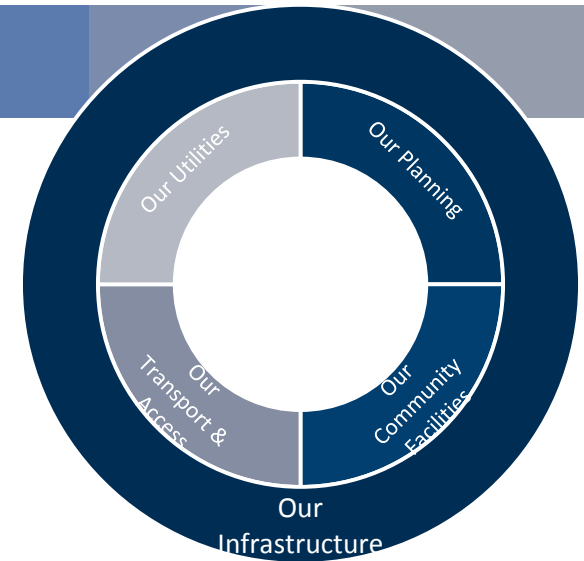 Our Utilities
Our Planning
Our
Transport &
Access
Our
Community
Facilities
Our
Infrastructure